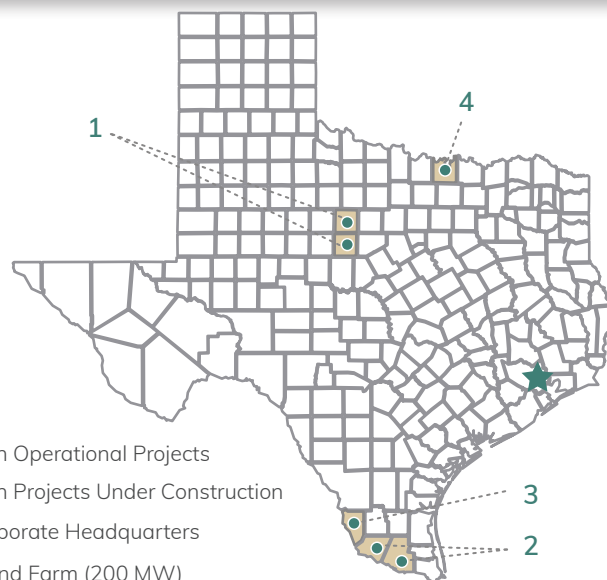 4
1
n Operational Projects
n Projects Under Construction
porate Headquarters
3
2
nd Farm (200 MW)